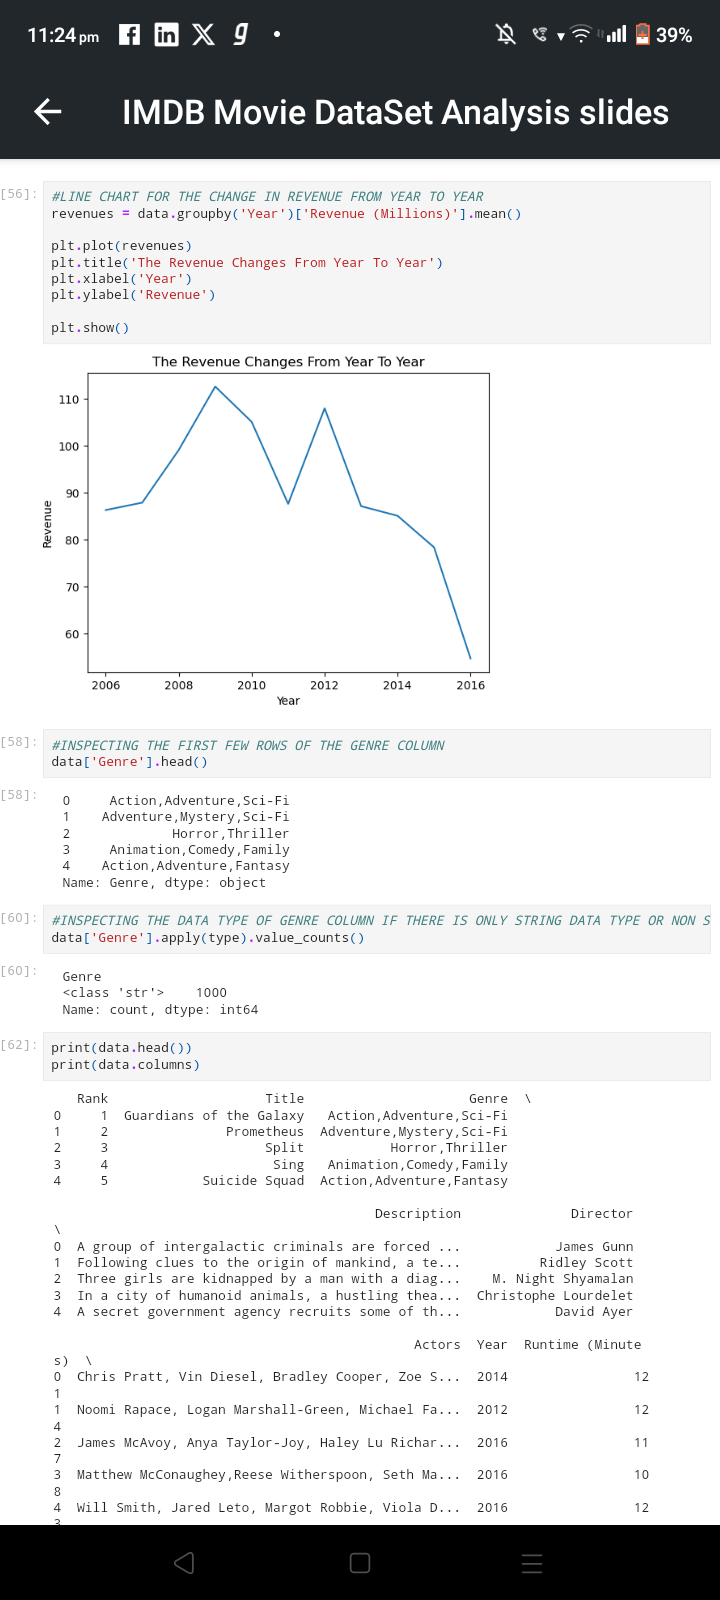 11:24 pm
39%
IMDB Movie DataSet Analysis slides
[56]:
#LINE CHART FOR THE CHANGE IN REVENUE FROM YEAR TO YEAR
revenues = data.groupby('Year')['Revenue (Millions)'].mean()
plt.plot(revenues)
plt.title('The Revenue Changes From Year To Year')
plt.xlabel('Year')
plt.ylabel('Revenue')
plt.show()
The Revenue Changes From Year To Year
110
100
90
80
70
60
Revenue
2006 2008 2010 2012 2014 2016
Year
[58]:
#INSPECTING THE FIRST FEW ROWS OF THE GENRE COLUMN
data['Genre'].head()
[58]:
0 Action,Adventure,Sci-Fi
1 Adventure,Mystery,Sci-Fi
2 Horror,Thriller
3 Animation,Comedy,Family
4 Action,Adventure,Fantasy
Name: Genre, dtype: object
[60]:
#INSPECTING THE DATA TYPE OF GENRE COLUMN IF THERE IS ONLY STRING DATA TYPE OR NON S
data['Genre'].apply(type).value_counts()
[60]:
Genre
<class 'str'> 1000
Name: count, dtype: int64
[62]:
print(data.head())
print(data.columns)
Rank Title Genre \
0 1 Guardians of the Galaxy Action,Adventure,Sci-Fi
1 2 Prometheus Adventure,Mystery,Sci-Fi
2 3 Split Horror,Thriller
3 4 Sing Animation,Comedy,Family
4 5 Suicide Squad Action,Adventure,Fantasy
Description Director
\
0 A group of intergalactic criminals are forced ... James Gunn
1 Following clues to the origin of mankind, a te... Ridley Scott
2 Three girls are kidnapped by a man with a diag... M. Night Shyamalan
3 In a city of humanoid animals, a hustling thea... Christophe Lourdelet
4 A secret government agency recruits some of th... David Ayer
Actors Year Runtime (Minute
s) \
0 Chris Pratt, Vin Diesel, Bradley Cooper, Zoe S... 2014 12
1
1 Noomi Rapace, Logan Marshall-Green, Michael Fa... 2012 12
4
2 James McAvoy, Anya Taylor-Joy, Haley Lu Richar... 2016 11
7
3 Matthew McConaughey,Reese Witherspoon, Seth Ma... 2016 10
8
4 Will Smith, Jared Leto, Margot Robbie, Viola D... 2016 12
3